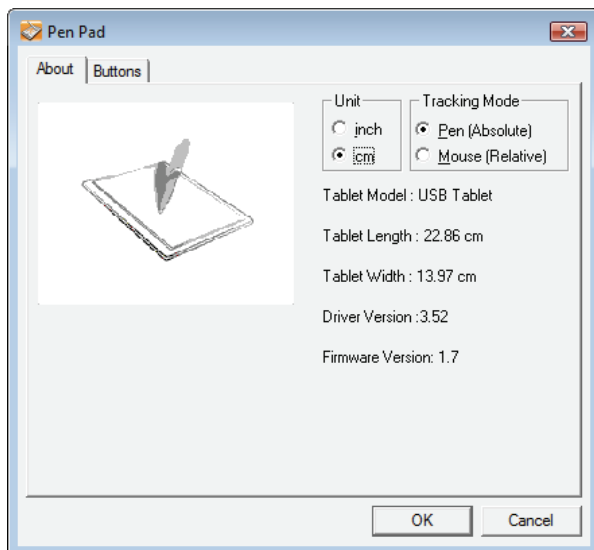 Pen Pad
About
Buttons
Unit
inch
cm
Tracking Mode
Pen (Absolute)
Mouse (Relative)
Tablet Model : USB Tablet
Tablet Length : 22.86 cm
Tablet Width : 13.97 cm
Driver Version :3.52
Firmware Version: 1.7
OK
Cancel